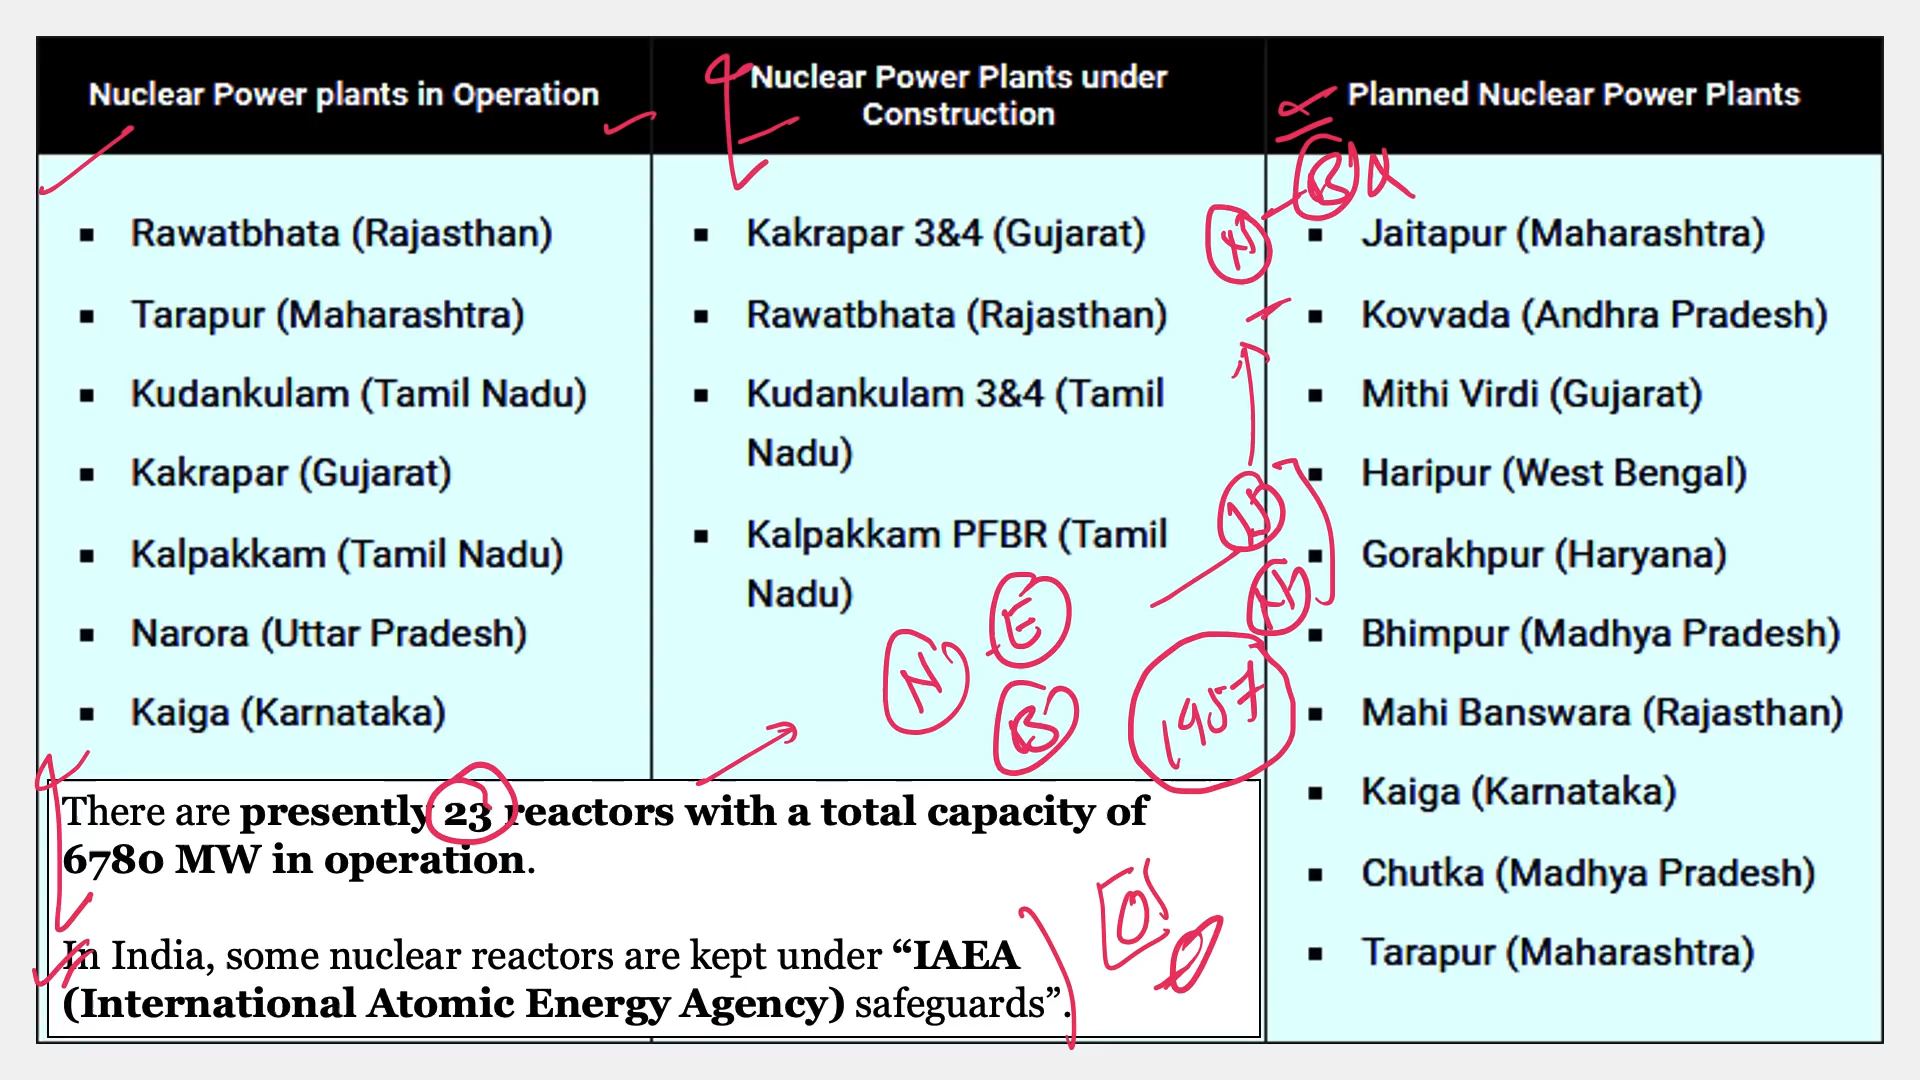 Nuclear Power plants in Operation
Rawatbhata (Rajasthan)
Tarapur (Maharashtra)
Kudankulam (Tamil Nadu)
Kakrapar (Gujarat)
Kalpakkam (Tamil Nadu)
Narora (Uttar Pradesh)
Kaiga (Karnataka)
Nuclear Power Plants under
Construction
Kakrapar 3&4 (Gujarat)
Rawatbhata (Rajasthan)
Kudankulam 3&4 (Tamil
Nadu)
Kalpakkam PFBR (Tamil
Nadu)
E
N
B
1957
Planned Nuclear Power Plants
Jaitapur (Maharashtra)
Kovvada (Andhra Pradesh)
Mithi Virdi (Gujarat)
Haripur (West Bengal)
Gorakhpur (Haryana)
Bhimpur (Madhya Pradesh)
Mahi Banswara (Rajasthan)
Kaiga (Karnataka)
Chutka (Madhya Pradesh)
Tarapur (Maharashtra)
There are presently 23 reactors with a total capacity of
6780 MW in operation.
In India, some nuclear reactors are kept under “IAEA
(International Atomic Energy Agency) safeguards”.